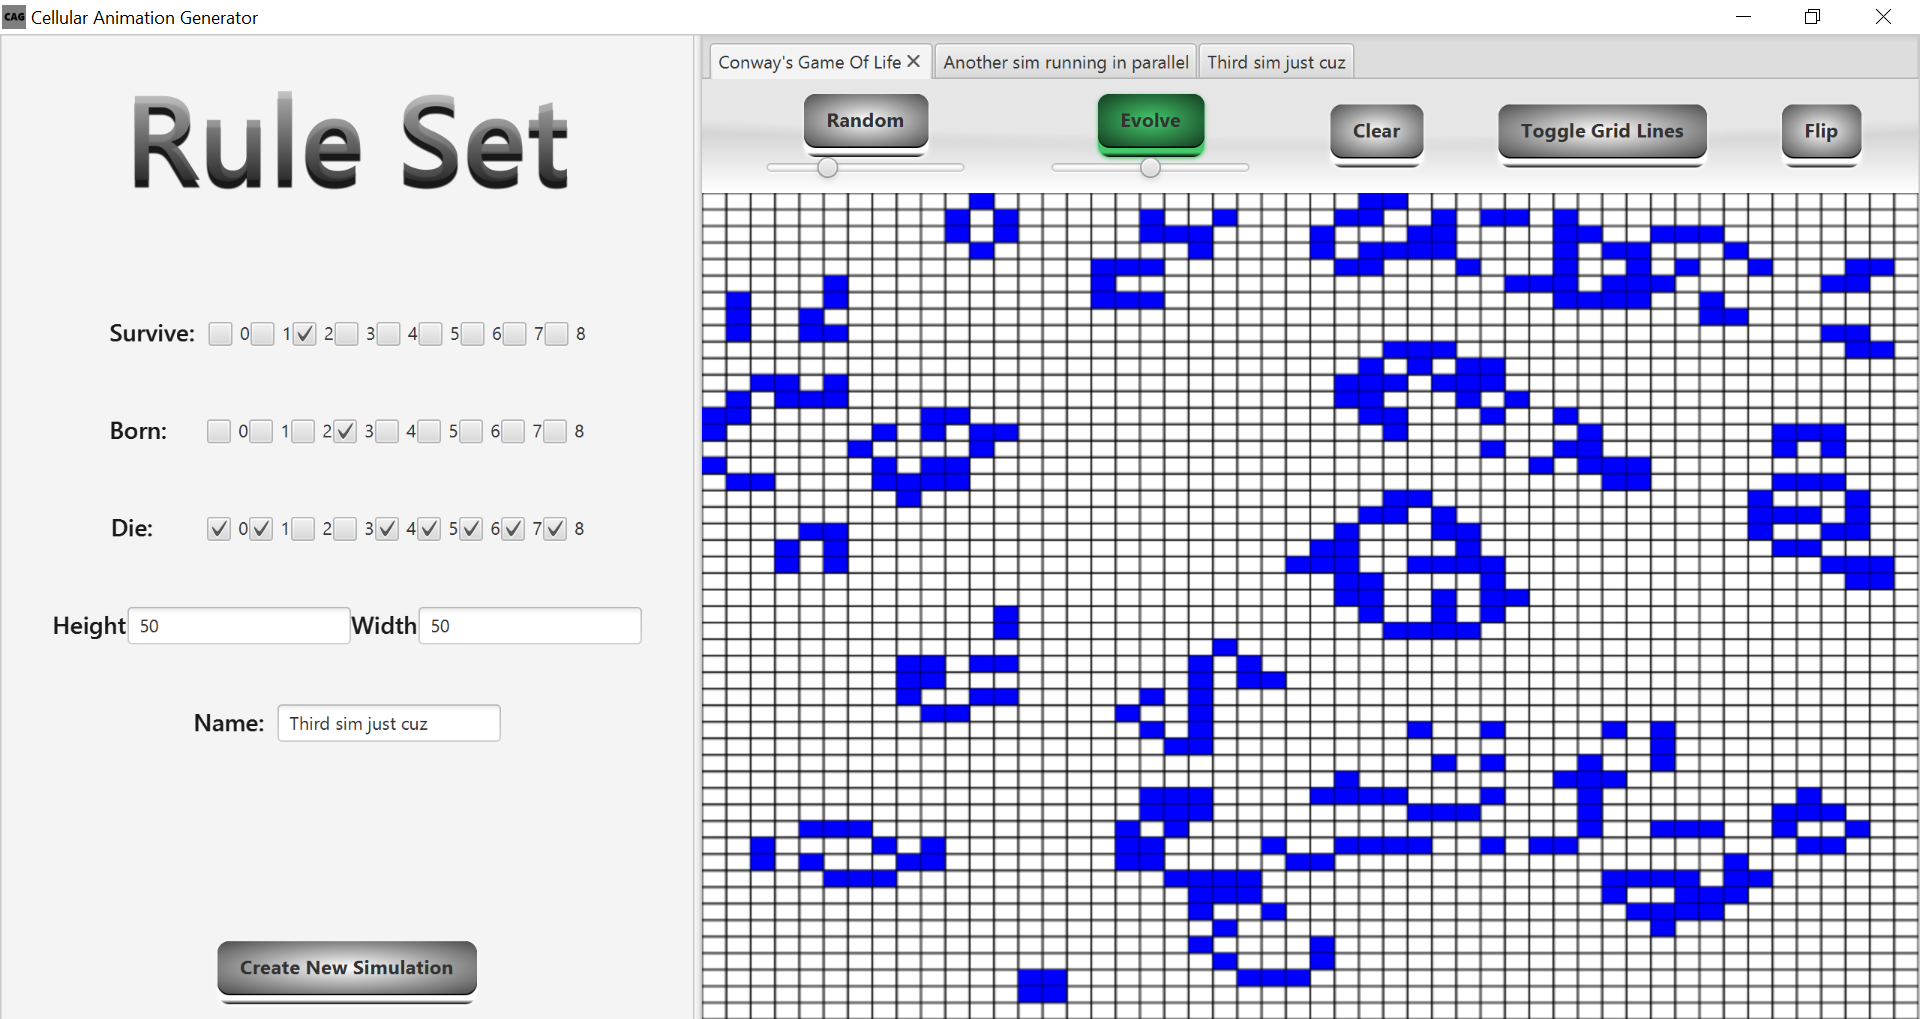 CAG Cellular Animation Generator
Rule Set
Survive: 0 1 2 3 4 5 6 7 8
Born: 0 1 2 3 4 5 6 7 8
Die: 0 1 2 3 4 5 6 7 8
Height 50 Width 50
Name: Third sim just cuz
Create New Simulation
Conway's Game Of Life Another sim running in parallel Third sim just cuz
Random Evolve Clear Toggle Grid Lines Flip